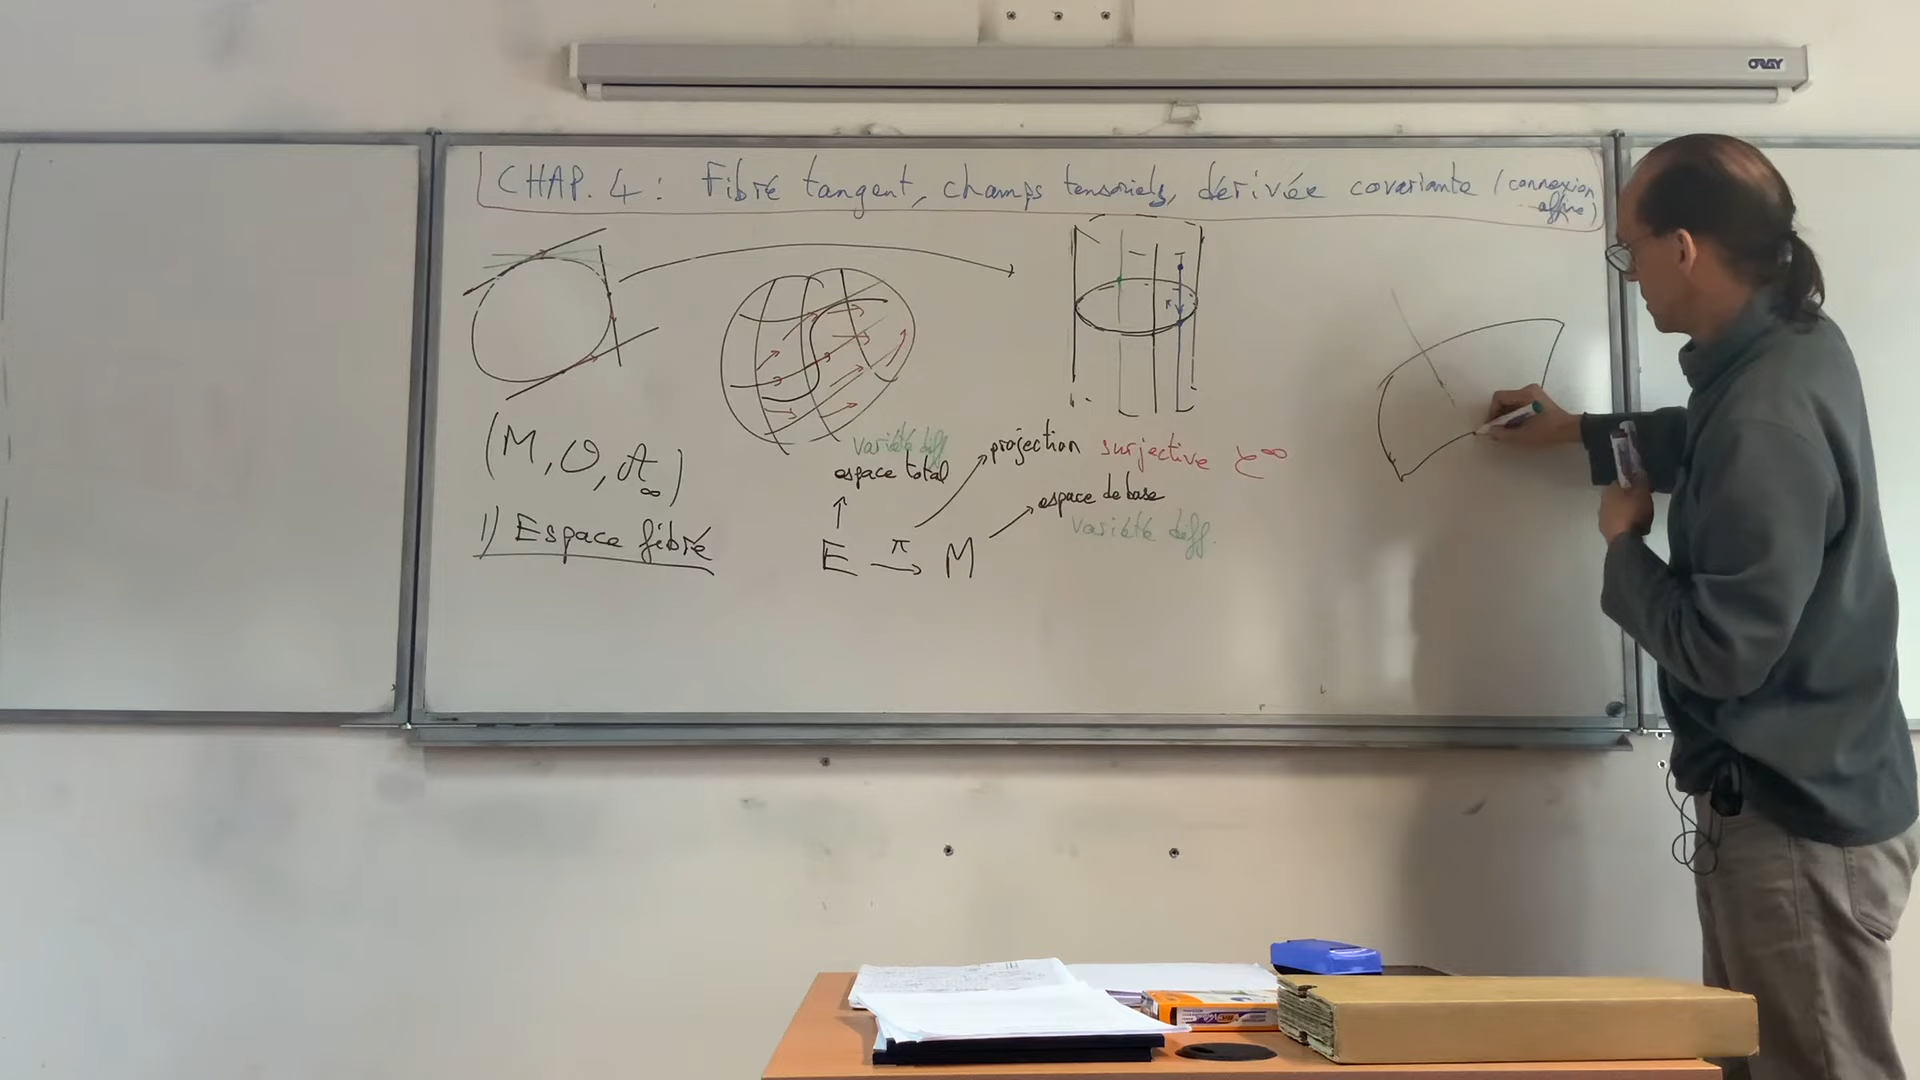 ORAY
CHAP. 4 : Fibré tangent, champs tensoriels, dérivée covariante (connexion
affine)
(M, O, A∞)
variété diff
espace total
projection surjective C∞
espace de base
variété diff.
1) Espace fibré
E π→ M